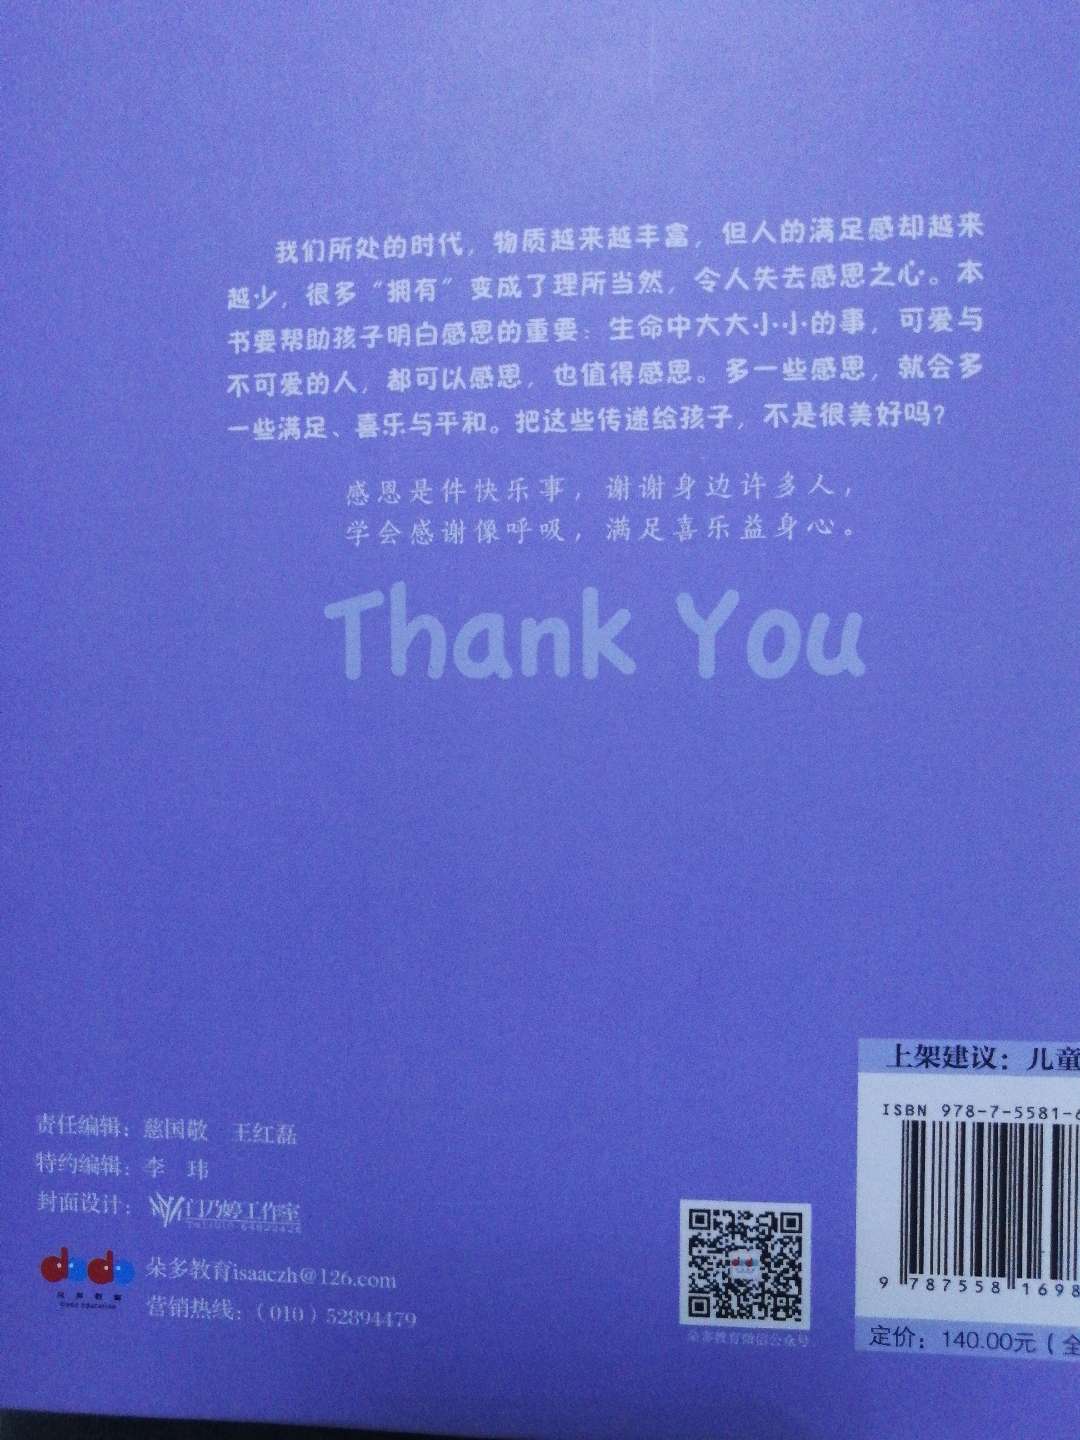 我们所处的时代，物质越来越丰富，但人的满足感却越来
越少，很多“拥有”变成了理所当然，令人失去感恩之心。本
书要帮助孩子明白感恩的重要：生命中大大小小的事，可爱与
不可爱的人，都可以感恩，也值得感恩。多一些感恩，就会多
一些满足、喜乐与平和。把这些传递给孩子，不是很美好吗？
感恩是件快乐事，谢谢身边许多人，
学会感谢像呼吸，满足喜乐益身心。
Thank You
上架建议：儿童
ISBN 978-7-5581-
9 787558 1698
定价：140.00元（全
责任编辑：慈国敬 王红磊
特约编辑：李 玮
封面设计：门乃婷工作室
dodo
朵多教育
朵多教育isaaczh@126.com
营销热线：（010）52894479
朵多教育微信公众号